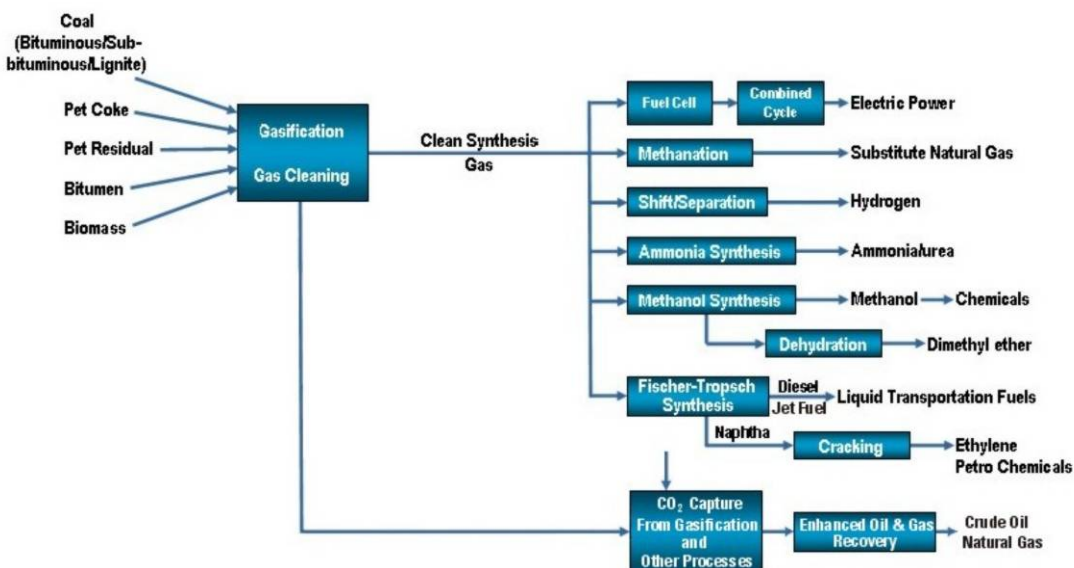 Coal
(Bituminous/Sub-
bituminous/Lignite)
Pet Coke
Pet Residual
Bitumen
Biomass
Gasification
Gas Cleaning
Clean Synthesis
Gas
Fuel Cell
Combined
Cycle
Electric Power
Methanation
Substitute Natural Gas
Shift/Separation
Hydrogen
Ammonia Synthesis
Ammonia/urea
Methanol Synthesis
Methanol
Chemicals
Dehydration
Dimethyl ether
Fischer-Tropsch
Synthesis
Diesel
Jet Fuel
Liquid Transportation Fuels
Naphtha
Cracking
Ethylene
Petro Chemicals
CO₂ Capture
From Gasification
and
Other Processes
Enhanced Oil & Gas
Recovery
Crude Oil
Natural Gas